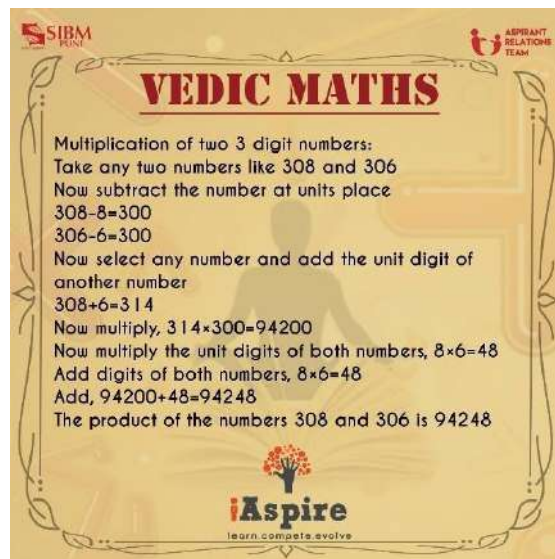 SIBM
PUNE
ASPIRANT
RELATIONS
TEAM
VEDIC MATHS
Multiplication of two 3 digit numbers:
Take any two numbers like 308 and 306
Now subtract the number at units place
308-8=300
306-6=300
Now select any number and add the unit digit of
another number
308+6=314
Now multiply, 314×300=94200
Now multiply the unit digits of both numbers, 8×6=48
Add digits of both numbers, 8×6=48
Add, 94200+48=94248
The product of the numbers 308 and 306 is 94248
iAspire
learn.compete.evolve